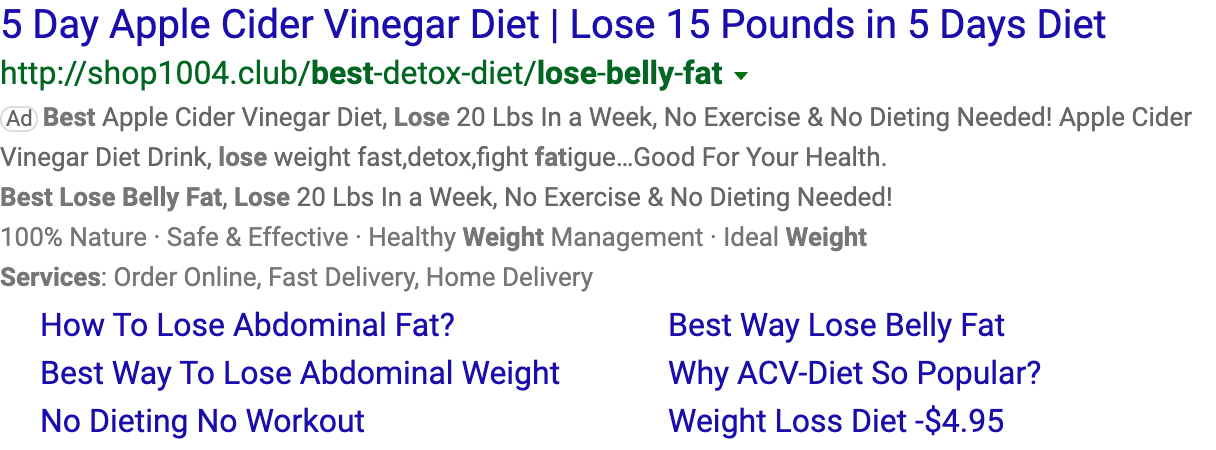 5 Day Apple Cider Vinegar Diet | Lose 15 Pounds in 5 Days Diet
http://shop1004.club/best-detox-diet/lose-belly-fat
Ad Best Apple Cider Vinegar Diet, Lose 20 Lbs In a Week, No Exercise & No Dieting Needed! Apple Cider
Vinegar Diet Drink, lose weight fast,detox,fight fatigue...Good For Your Health.
Best Lose Belly Fat, Lose 20 Lbs In a Week, No Exercise & No Dieting Needed!
100% Nature · Safe & Effective · Healthy Weight Management · Ideal Weight
Services: Order Online, Fast Delivery, Home Delivery
How To Lose Abdominal Fat?
Best Way Lose Belly Fat
Best Way To Lose Abdominal Weight
Why ACV-Diet So Popular?
No Dieting No Workout
Weight Loss Diet -$4.95